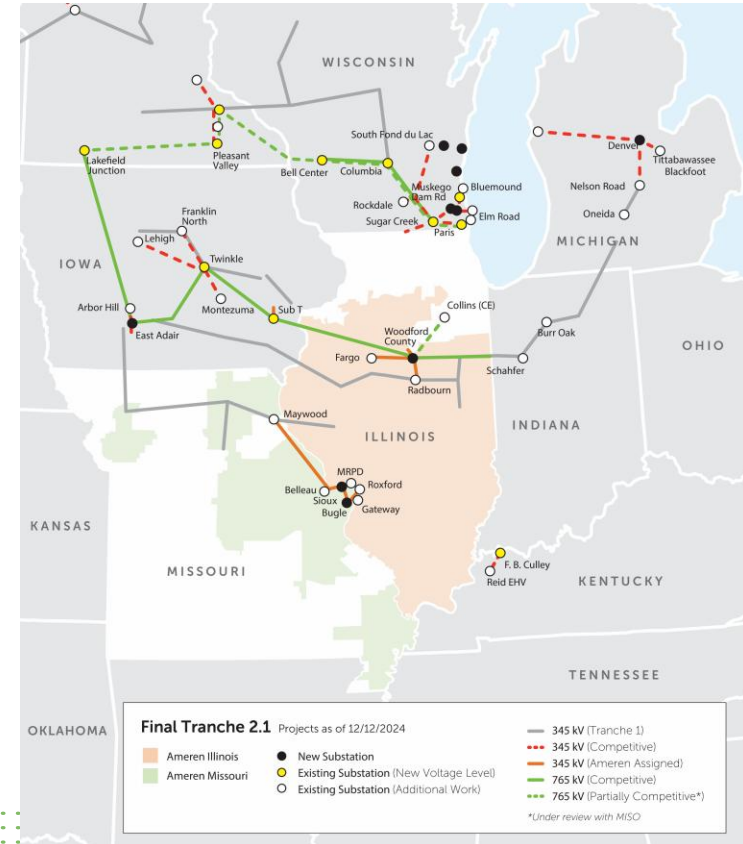 WISCONSIN
South Fond du Lac
Denver
Tittabawassee
Blackfoot
Lakefield
Junction
Pleasant
Valley
Bell Center
Columbia
Muskego
Dam Rd
Bluemound
Nelson Road
Rockdale
Sugar Creek
Elm Road
Paris
Oneida
MICHIGAN
Franklin
North
Lehigh
IOWA
Twinkle
Montezuma
Sub T
Collins (CE)
Arbor Hill
East Adair
Woodford
County
Fargo
Burr Oak
OHIO
Schahfer
Radbourn
Maywood
ILLINOIS
INDIANA
MRPD
Belleau
Roxford
Sioux
Bugle
Gateway
KANSAS
MISSOURI
F. B. Culley
Reid EHV
KENTUCKY
TENNESSEE
OKLAHOMA
Final Tranche 2.1 Projects as of 12/12/2024
Ameren Illinois
Ameren Missouri
New Substation
Existing Substation (New Voltage Level)
Existing Substation (Additional Work)
345 kV (Tranche 1)
345 kV (Competitive)
345 kV (Ameren Assigned)
765 kV (Competitive)
765 kV (Partially Competitive*)
*Under review with MISO